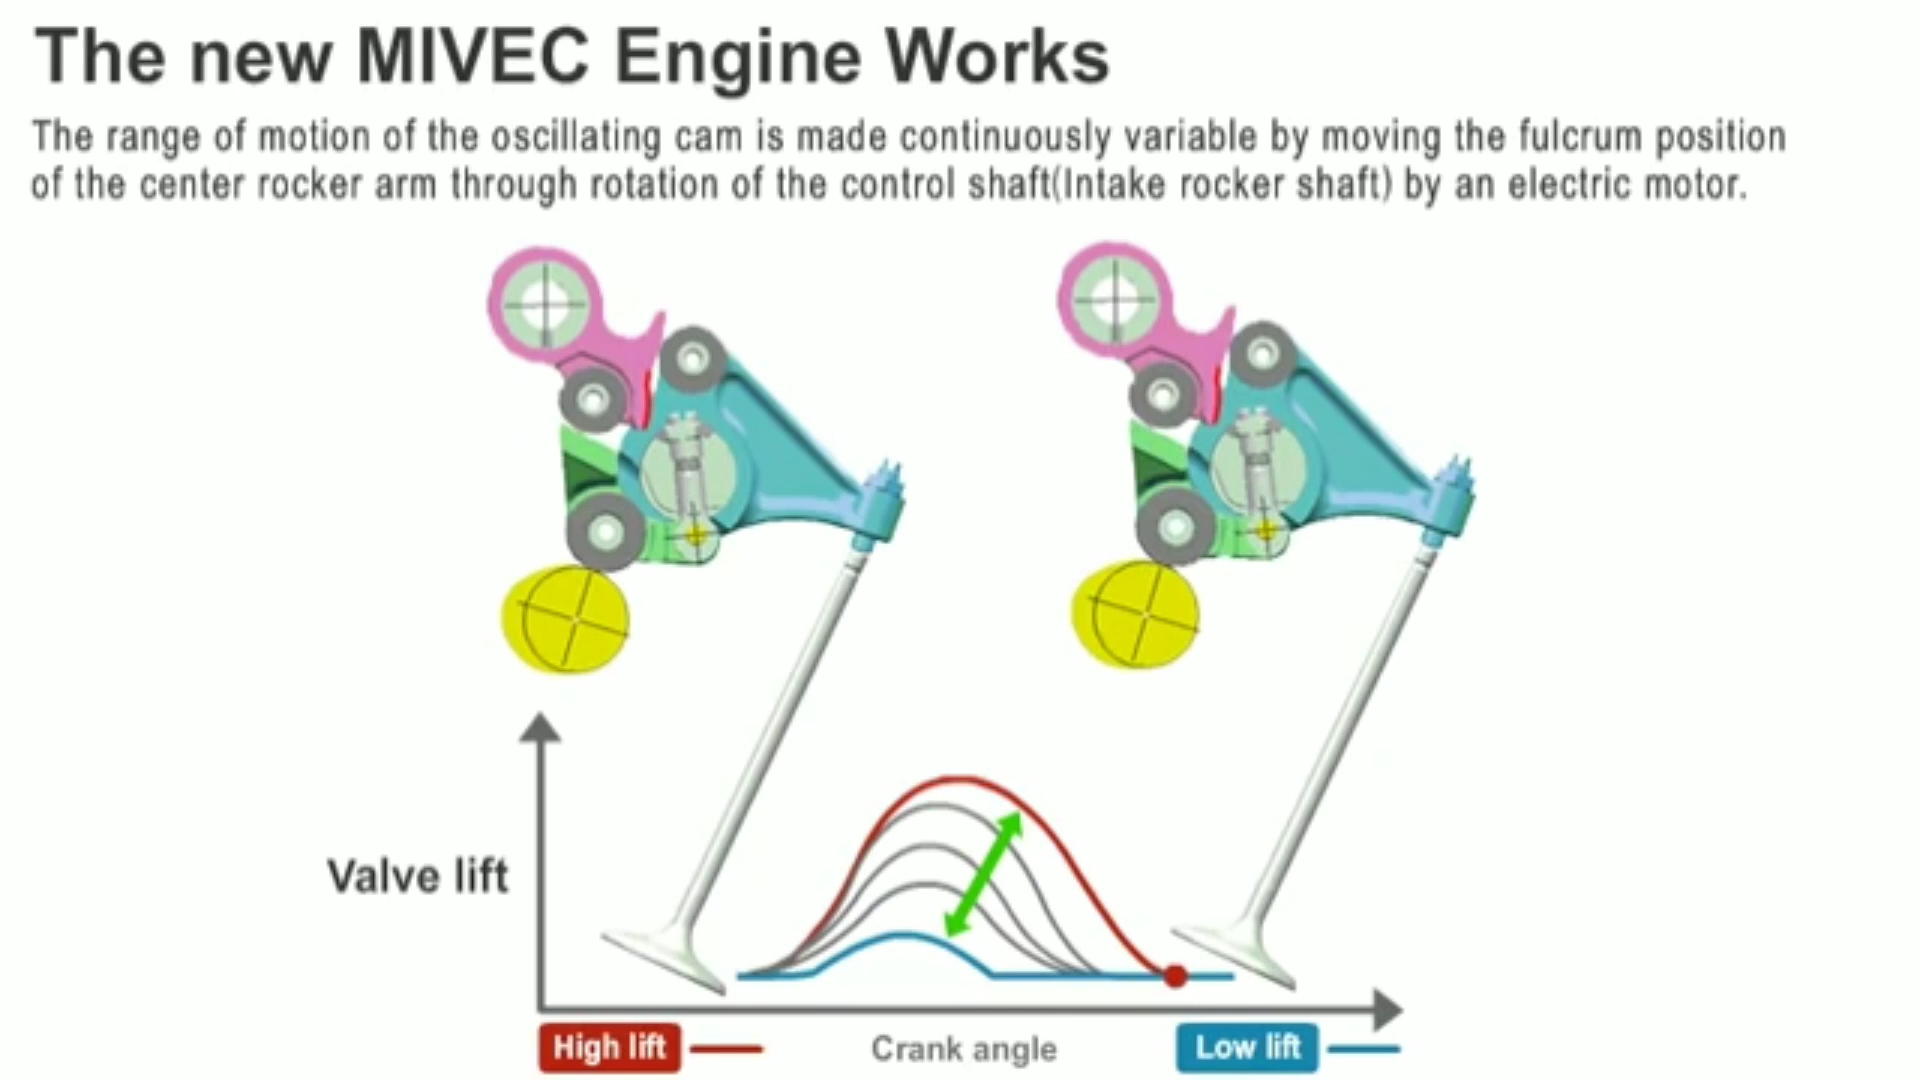 The new MIVEC Engine Works
The range of motion of the oscillating cam is made continuously variable by moving the fulcrum position
of the center rocker arm through rotation of the control shaft(Intake rocker shaft) by an electric motor.
Valve lift
High lift
Crank angle
Low lift